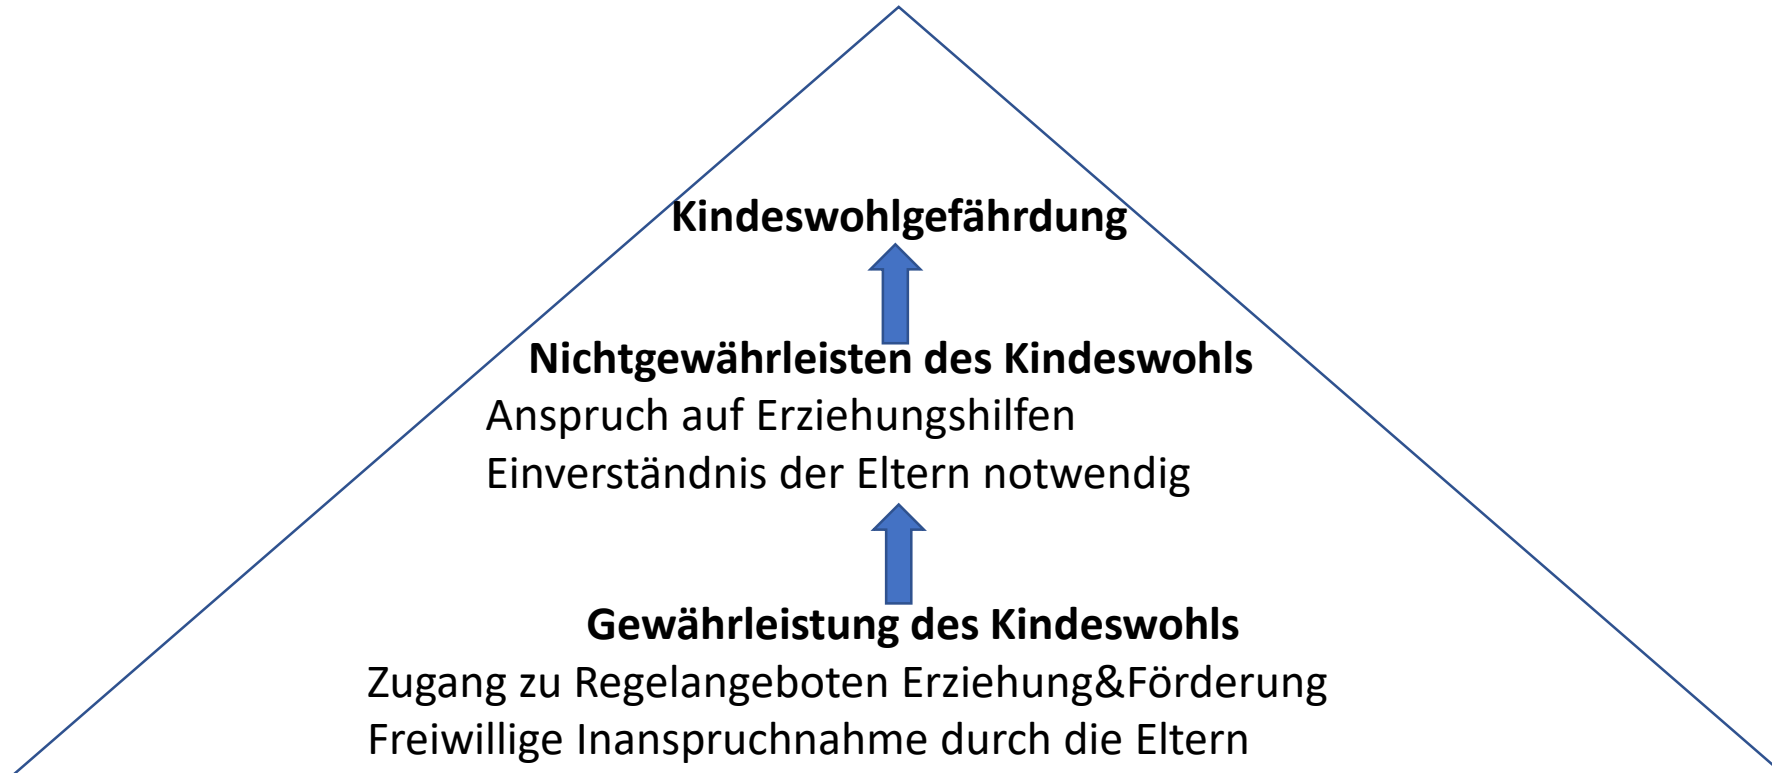 Kindeswohlgefährdung
Nichtgewährleisten des Kindeswohls
Anspruch auf Erziehungshilfen
Einverständnis der Eltern notwendig
Gewährleistung des Kindeswohls
Zugang zu Regelangeboten Erziehung&Förderung
Freiwillige Inanspruchnahme durch die Eltern